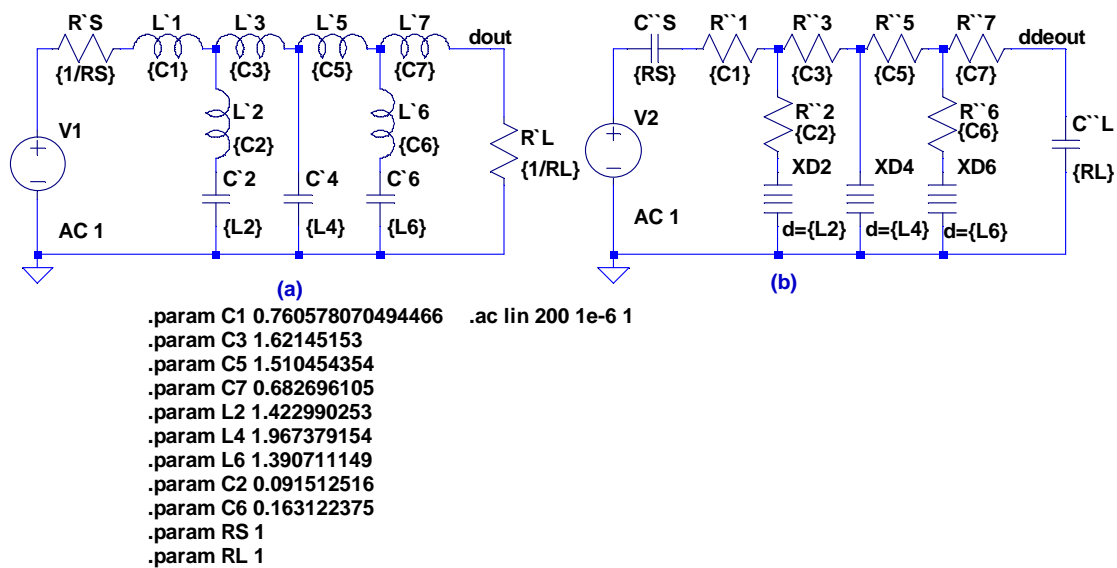 R`S L`1 L`3 L`5 L`7 dout
{1/RS} {C1} {C3} {C5} {C7}
L`2 L`6
V1 {C2} {C6} R`L
+ C`2 C`4 C`6 {1/RL}
AC 1 {L2} {L4} {L6}
(a)
C``S R``1 R``3 R``5 R``7 ddeout
{RS} {C1} {C3} {C5} {C7}
R``2 R``6 C``L
V2 {C2} {C6}
+ XD2 XD4 XD6 {RL}
AC 1 d={L2} d={L4} d={L6}
(b)
.param C1 0.760578070494466 .ac lin 200 1e-6 1
.param C3 1.62145153
.param C5 1.510454354
.param C7 0.682696105
.param L2 1.422990253
.param L4 1.967379154
.param L6 1.390711149
.param C2 0.091512516
.param C6 0.163122375
.param RS 1
.param RL 1